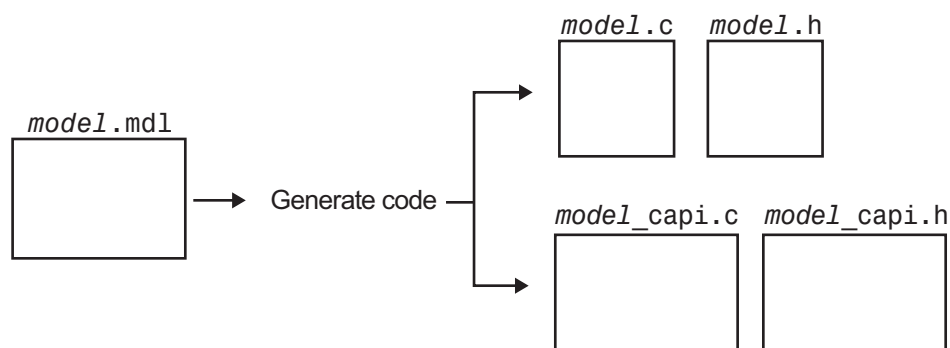 model.c
model.h
model.mdl
Generate code
model_capi.c
model_capi.h